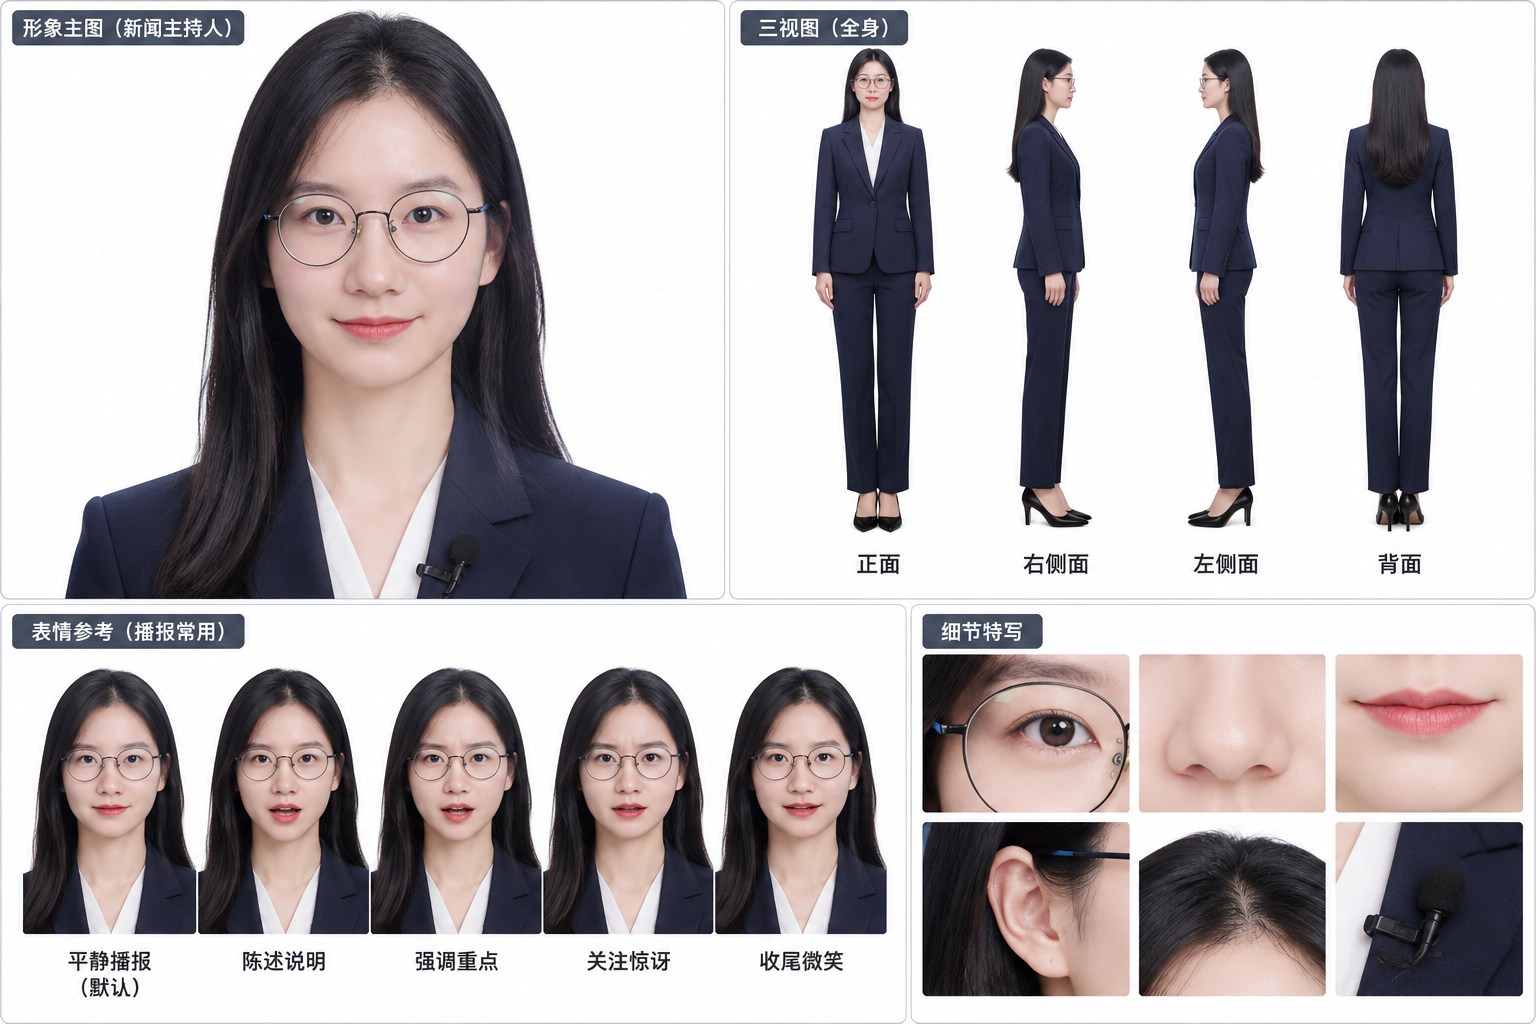 形象主图（新闻主持人）
三视图（全身）
正面
右侧面
左侧面
背面
表情参考（播报常用）
平静播报
（默认）
陈述说明
强调重点
关注惊讶
收尾微笑
细节特写